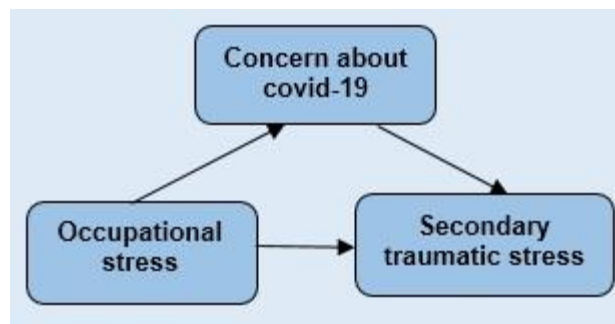 Concern about
covid-19
Occupational
stress
Secondary
traumatic stress